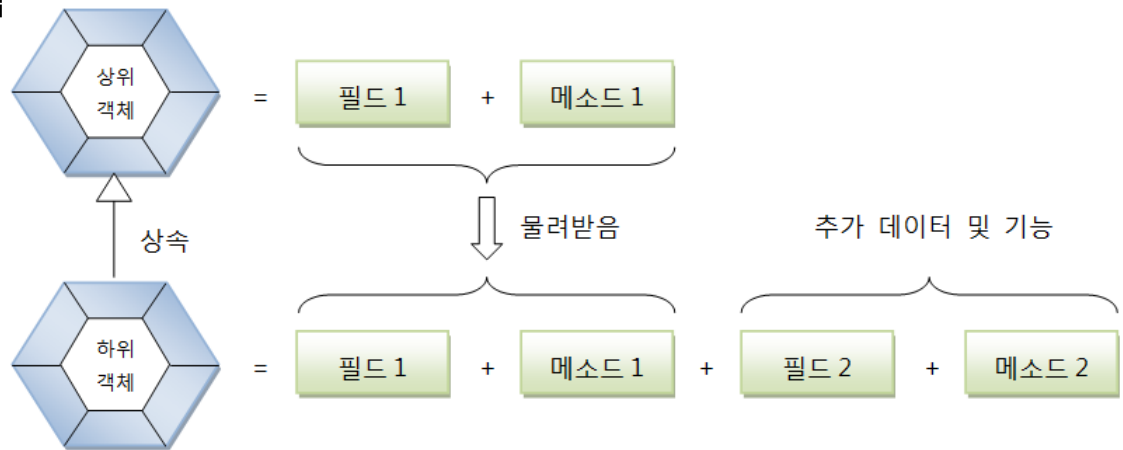 상위
객체
= 필드 1 + 메소드 1
상속
물려받음
추가 데이터 및 기능
하위
객체
= 필드 1 + 메소드 1 + 필드 2 + 메소드 2